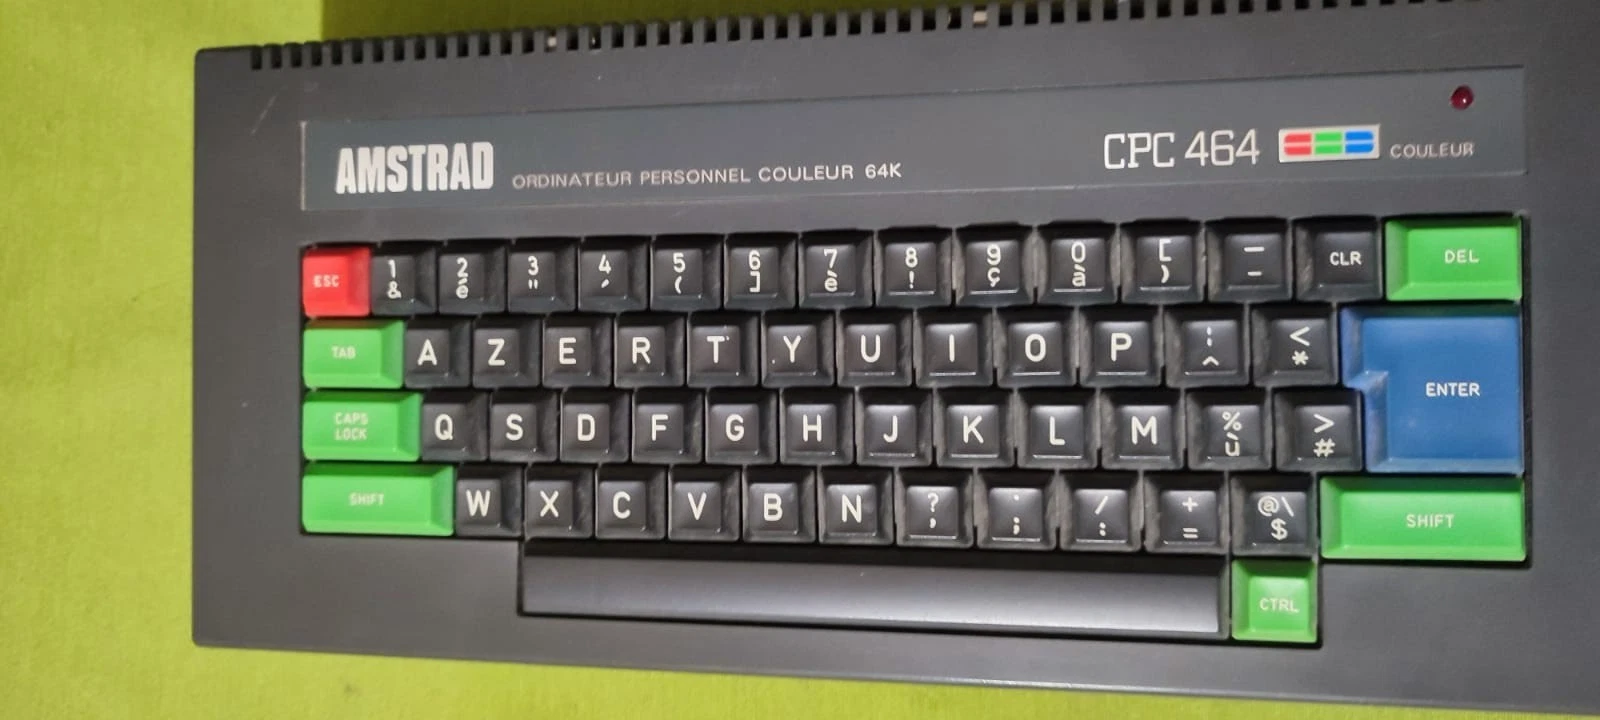 AMSTRAD ORDINATEUR PERSONNEL COULEUR 64K CPC 464 COULEUR
ESC 1 & 2 é 3 " 4 ' 5 ( 6 ] 7 è 8 ! 9 ç 0 à [ ) — - CLR DEL
TAB A Z E R T Y U I O P ¦ ^ < * ENTER
CAPS LOCK Q S D F G H J K L M % ù > #
SHIFT W X C V B N ? , . ; / : + = @ \ $ SHIFT
CTRL